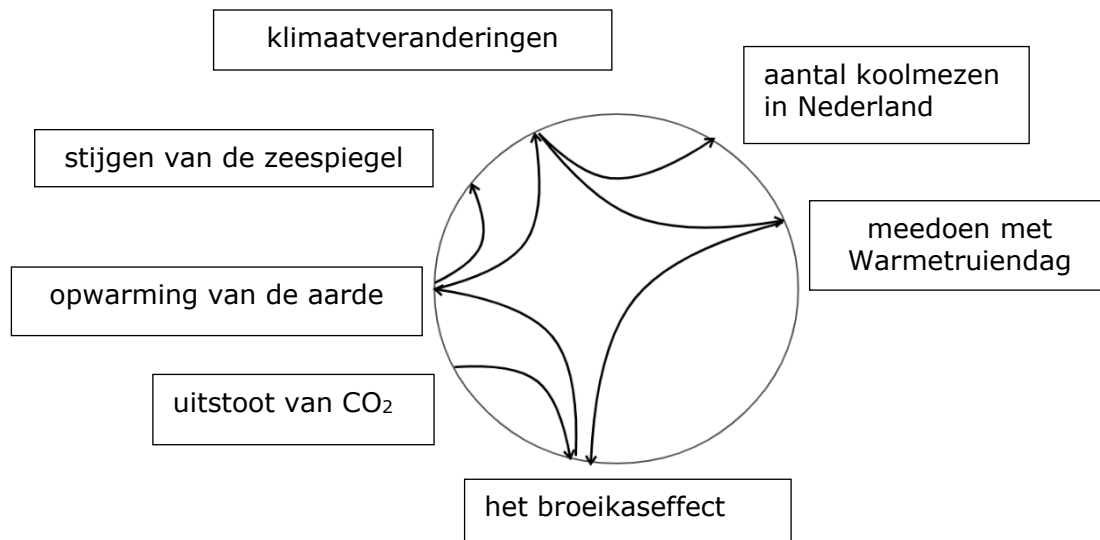 klimaatveranderingen
aantal koolmezen
in Nederland
stijgen van de zeespiegel
meedoen met
Warmetruiendag
opwarming van de aarde
uitstoot van CO₂
het broeikaseffect